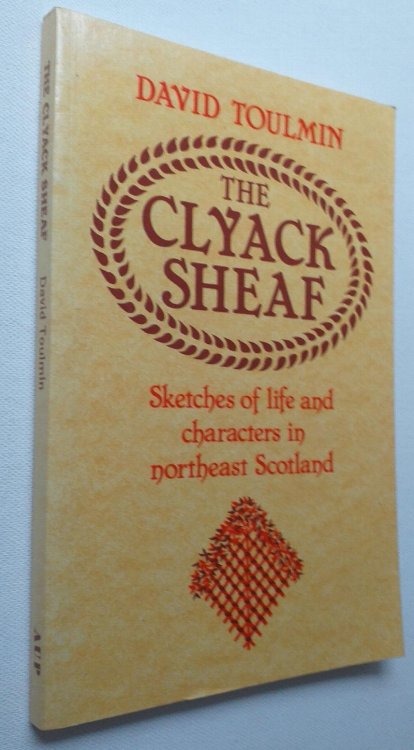 DAVID TOULMIN
THE
CLYACK
SHEAF
Sketches of life and
characters in
northeast Scotland
THE CLYACK SHEAF David Toulmin AUP